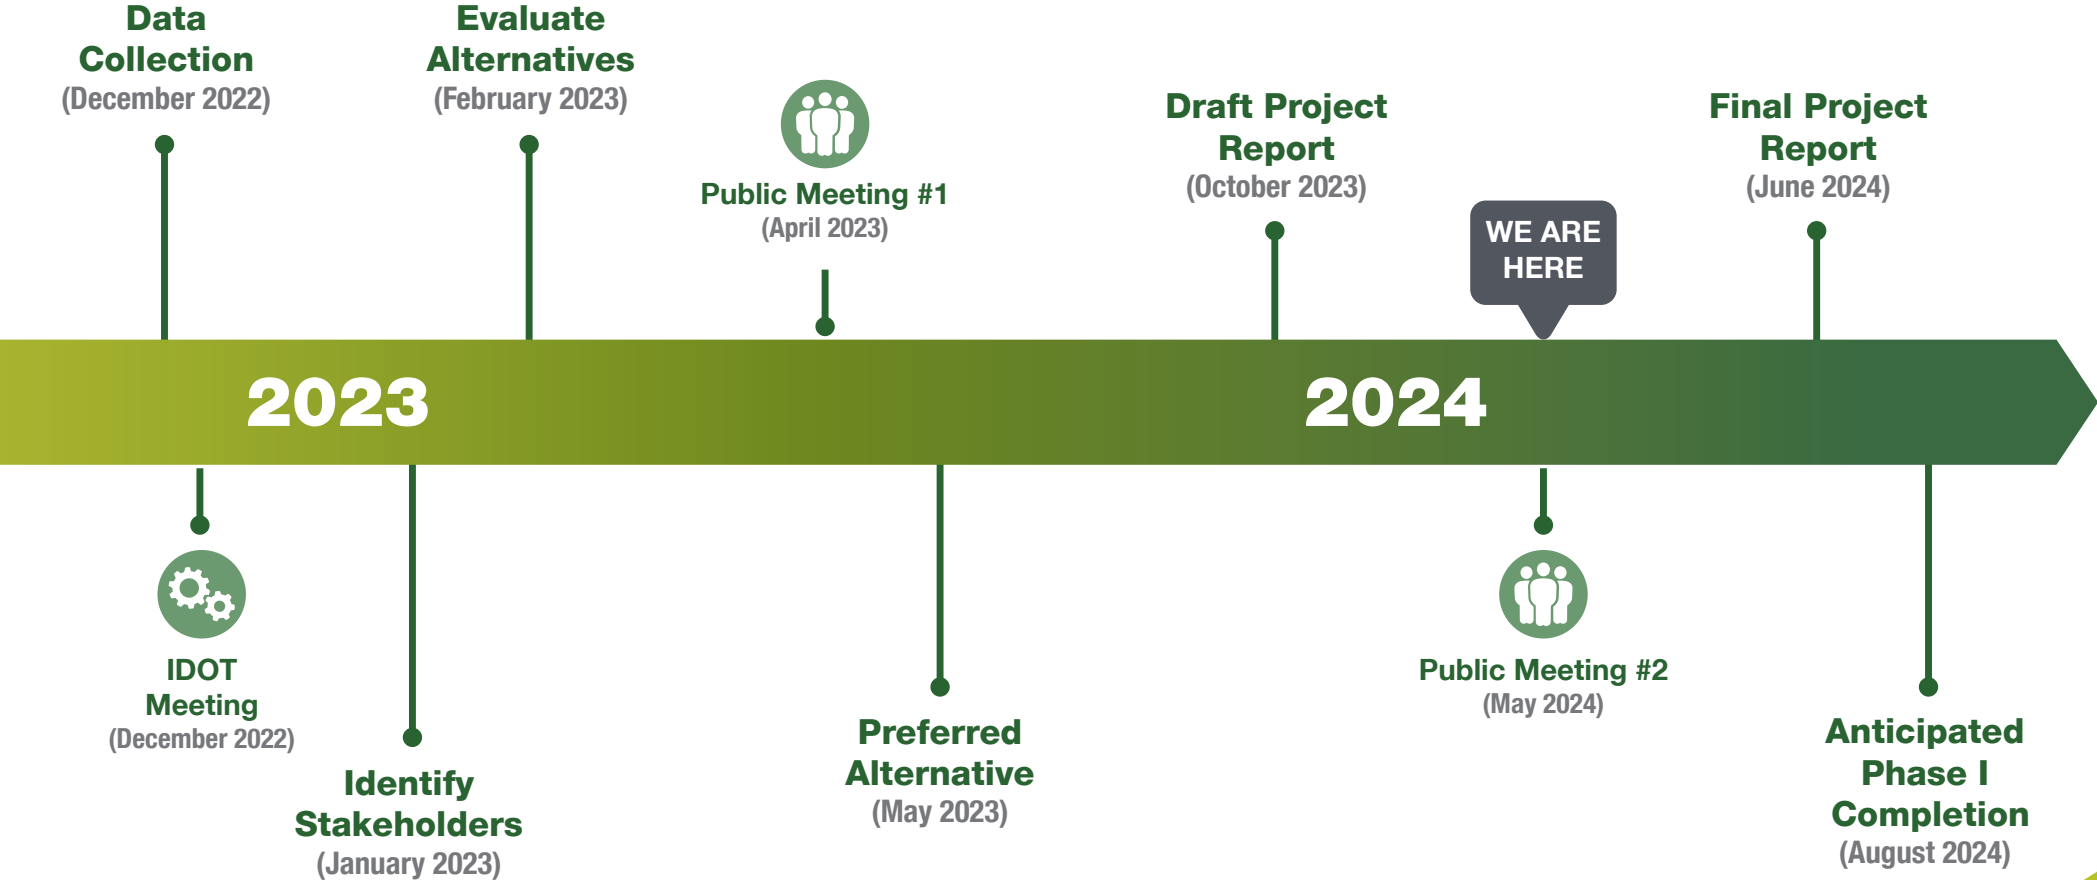 Data
Collection
(December 2022)
Evaluate
Alternatives
(February 2023)
Public Meeting #1
(April 2023)
Draft Project
Report
(October 2023)
WE ARE
HERE
Final Project
Report
(June 2024)
2023
2024
IDOT
Meeting
(December 2022)
Identify
Stakeholders
(January 2023)
Preferred
Alternative
(May 2023)
Public Meeting #2
(May 2024)
Anticipated
Phase I
Completion
(August 2024)